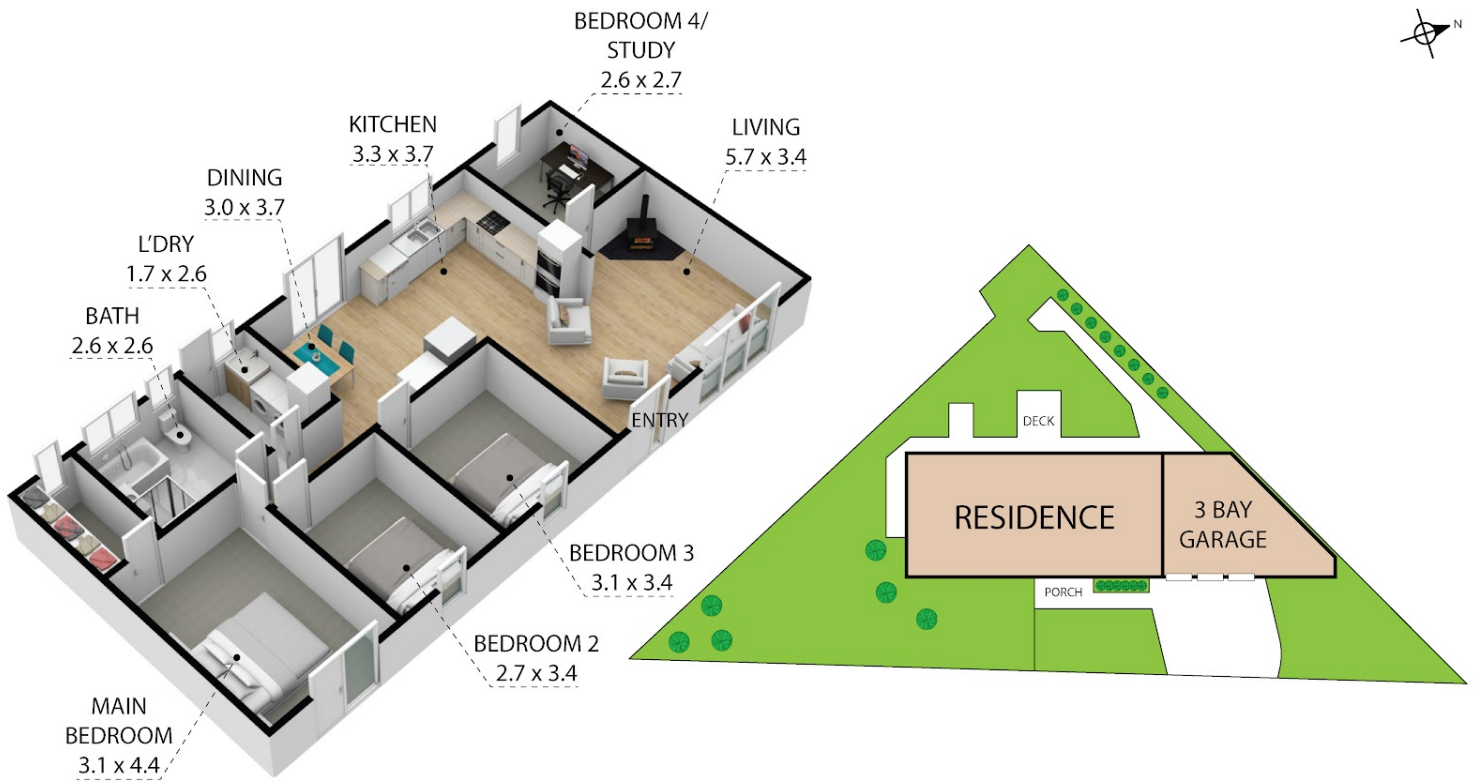 BEDROOM 4/
STUDY
2.6 x 2.7
KITCHEN
3.3 x 3.7
LIVING
5.7 x 3.4
DINING
3.0 x 3.7
L'DRY
1.7 x 2.6
BATH
2.6 x 2.6
ENTRY
BEDROOM 3
3.1 x 3.4
BEDROOM 2
2.7 x 3.4
MAIN
BEDROOM
3.1 x 4.4
N
DECK
RESIDENCE
3 BAY
GARAGE
PORCH